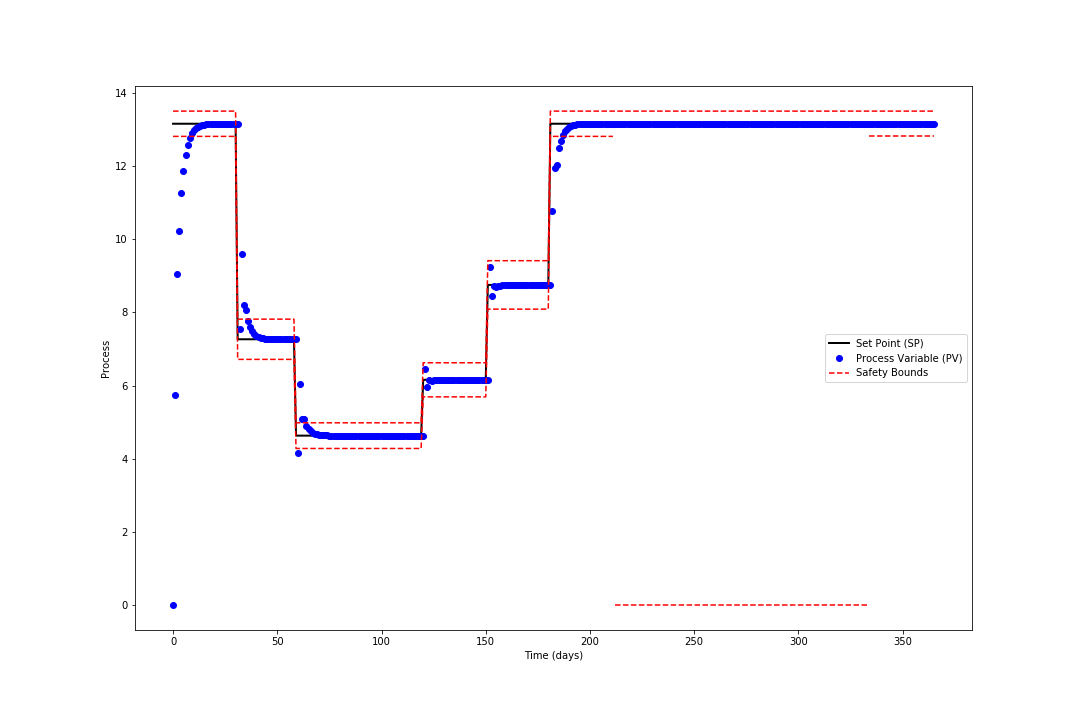 14
12
10
8
6
4
2
0
Process
0 50 100 150 200 250 300 350
Time (days)
Set Point (SP)
Process Variable (PV)
Safety Bounds